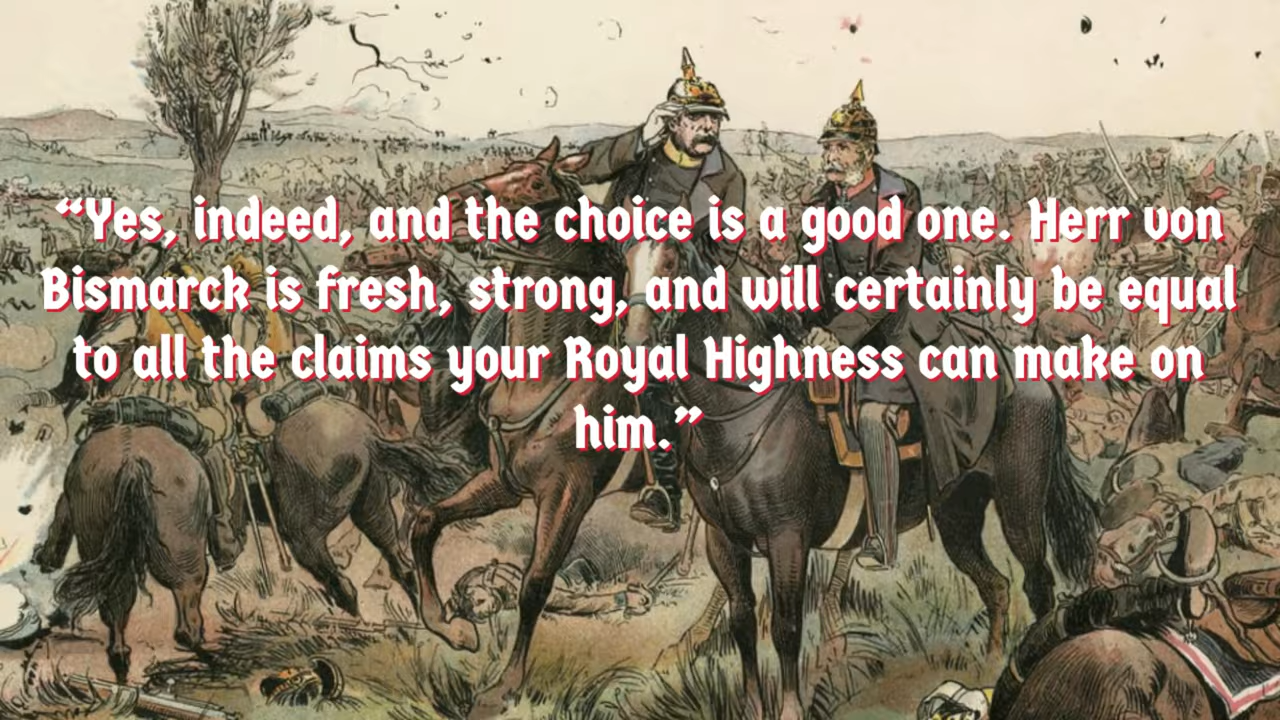 “Yes, indeed, and the choice is a good one. Herr von
Bismarck is fresh, strong, and will certainly be equal
to all the claims your Royal Highness can make on
him.”